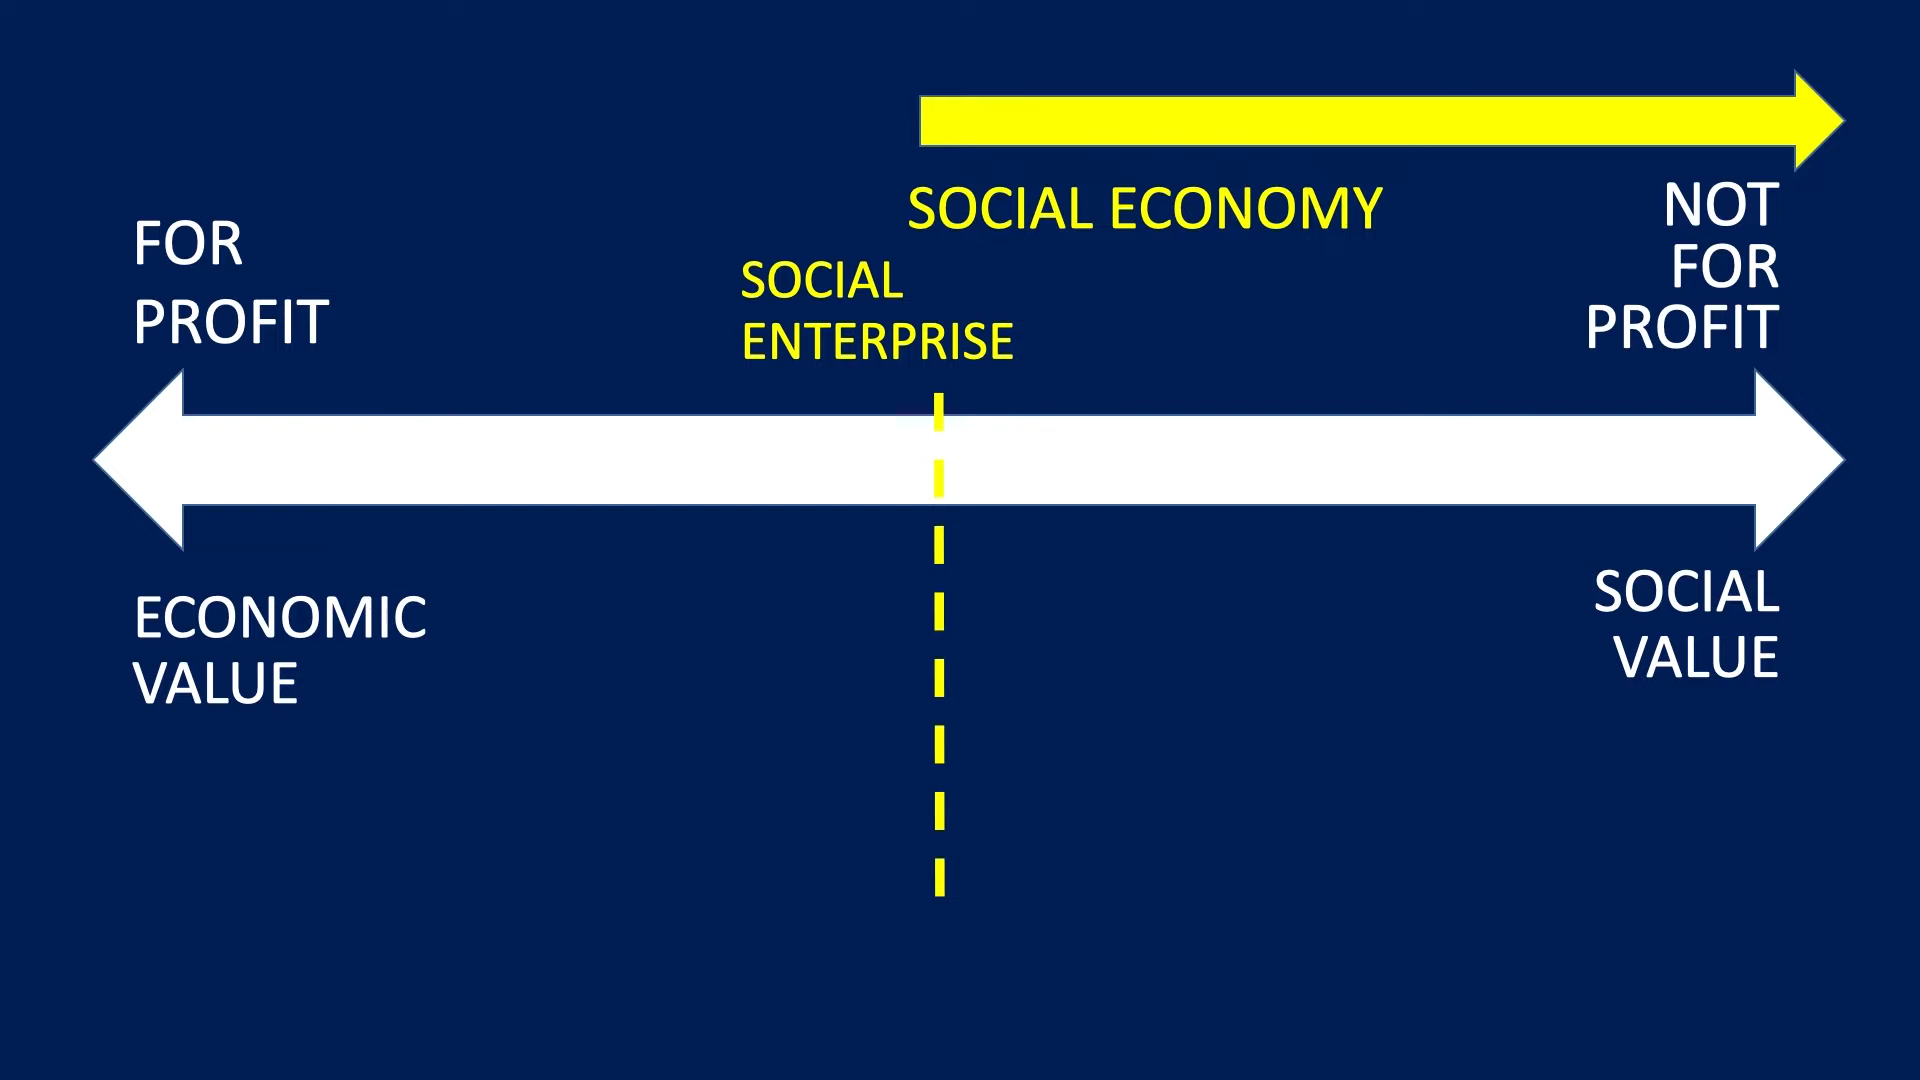 SOCIAL ECONOMY
FOR
PROFIT
SOCIAL
ENTERPRISE
NOT
FOR
PROFIT
ECONOMIC
VALUE
SOCIAL
VALUE